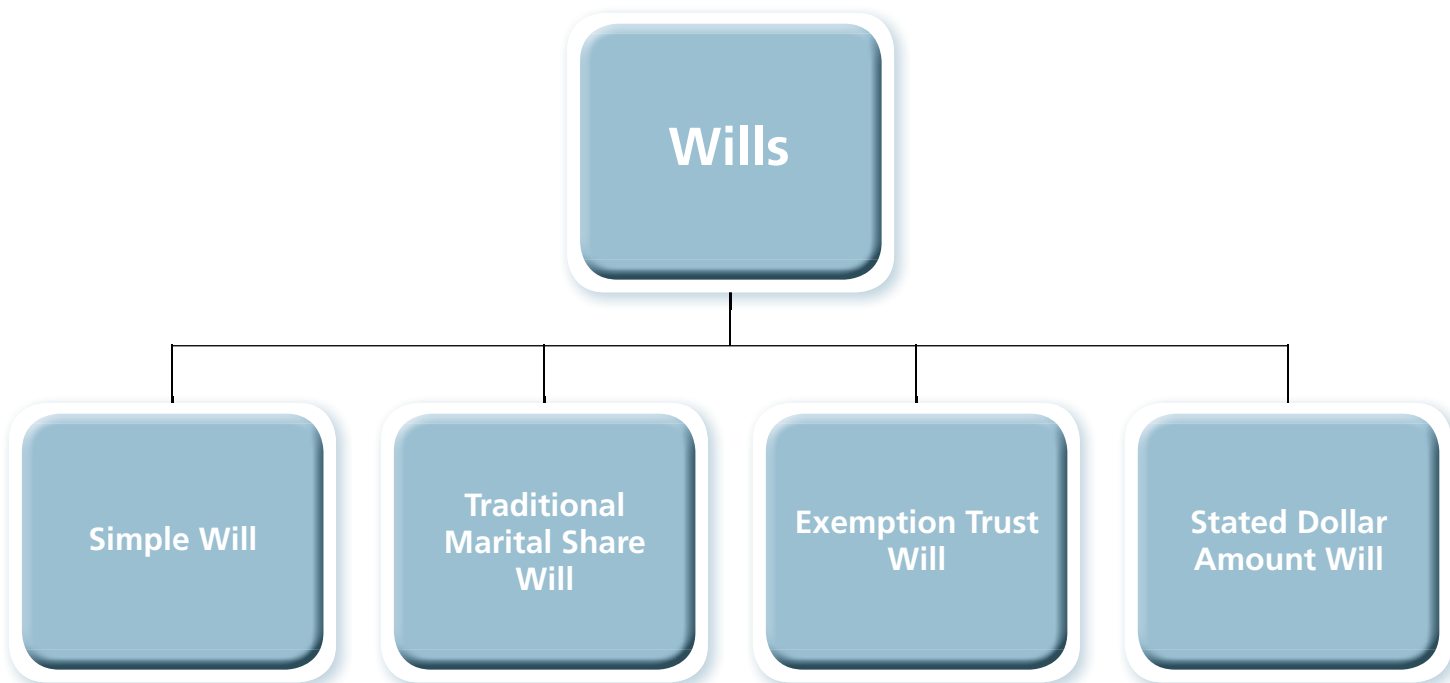 Wills
Simple Will
Traditional
Marital Share
Will
Exemption Trust
Will
Stated Dollar
Amount Will